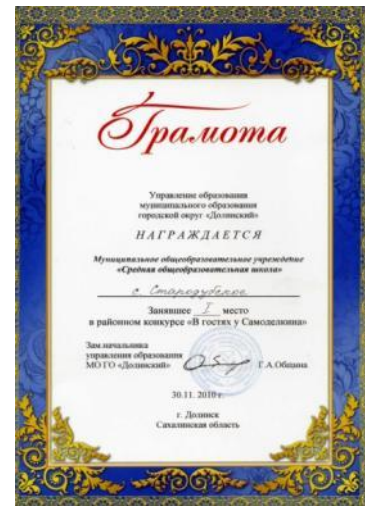 Грамота
Управление образования
муниципального образования
городской округ «Долинский»
НАГРАЖДАЕТСЯ
Муниципальное общеобразовательное учреждение
«Средняя общеобразовательная школа»
с. Стародубское
Занявшее I место
в районном конкурсе «В гостях у Самоделкина»
Зам.начальника
управления образования
МО ГО «Долинский» Г.А.Община
30.11. 2010 г.
г. Долинск
Сахалинская область